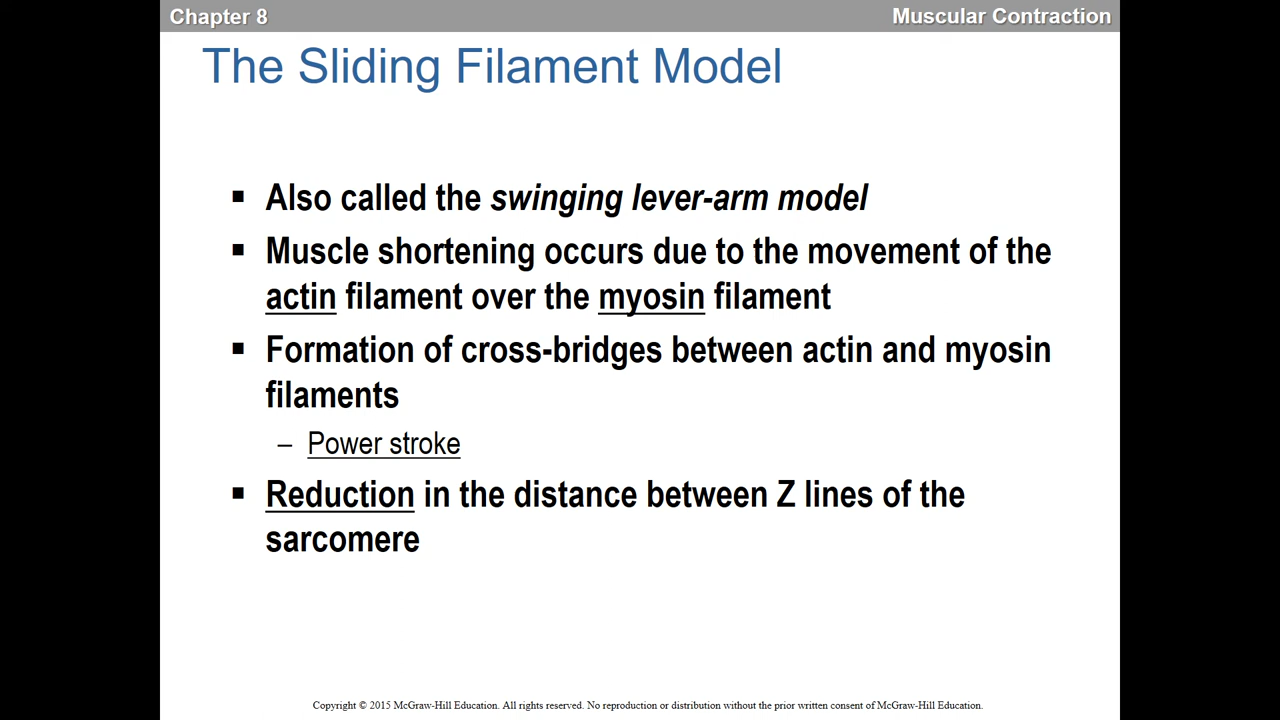 Chapter 8
Muscular Contraction
The Sliding Filament Model
▪ Also called the swinging lever-arm model
▪ Muscle shortening occurs due to the movement of the
actin filament over the myosin filament
▪ Formation of cross-bridges between actin and myosin
filaments
– Power stroke
▪ Reduction in the distance between Z lines of the
sarcomere
Copyright © 2015 McGraw-Hill Education. All rights reserved. No reproduction or distribution without the prior written consent of McGraw-Hill Education.